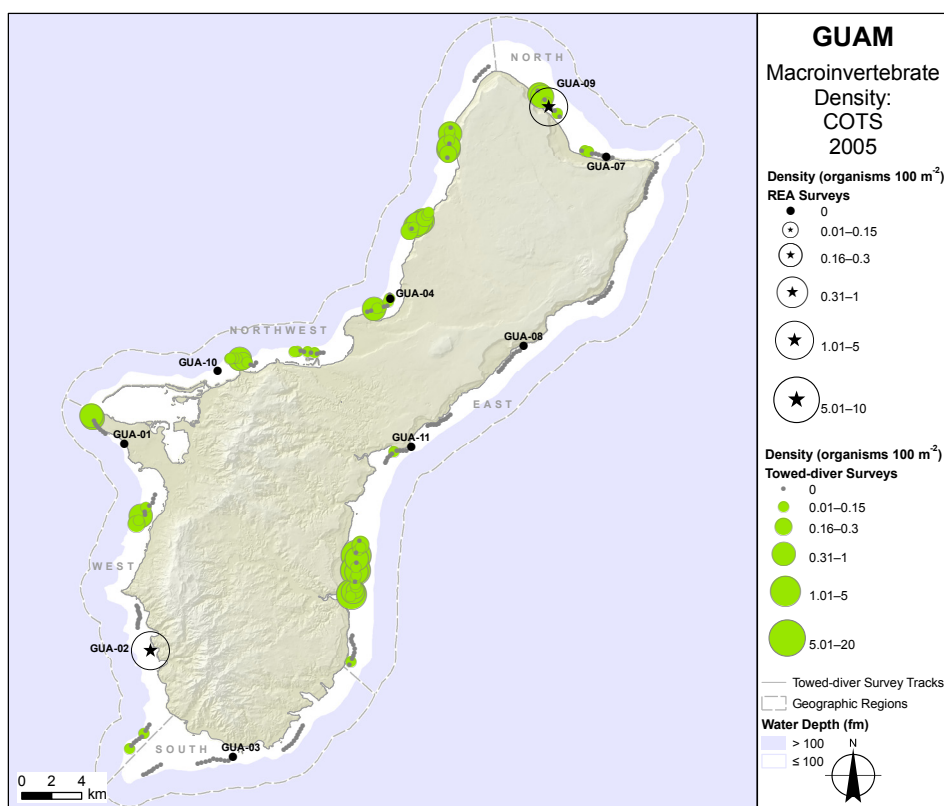 NORTH
GUA-09
GUA-07
GUA-04
NORTHWEST
GUA-08
GUA-10
EAST
GUA-01
GUA-11
WEST
GUA-02
SOUTH
GUA-03
0 2 4
km
GUAM
Macroinvertebrate
Density:
COTS
2005
Density (organisms 100 m⁻²)
REA Surveys
0
0.01–0.15
0.16–0.3
0.31–1
1.01–5
5.01–10
Density (organisms 100 m⁻²)
Towed-diver Surveys
0
0.01–0.15
0.16–0.3
0.31–1
1.01–5
5.01–20
Towed-diver Survey Tracks
Geographic Regions
Water Depth (fm)
> 100
≤ 100
N